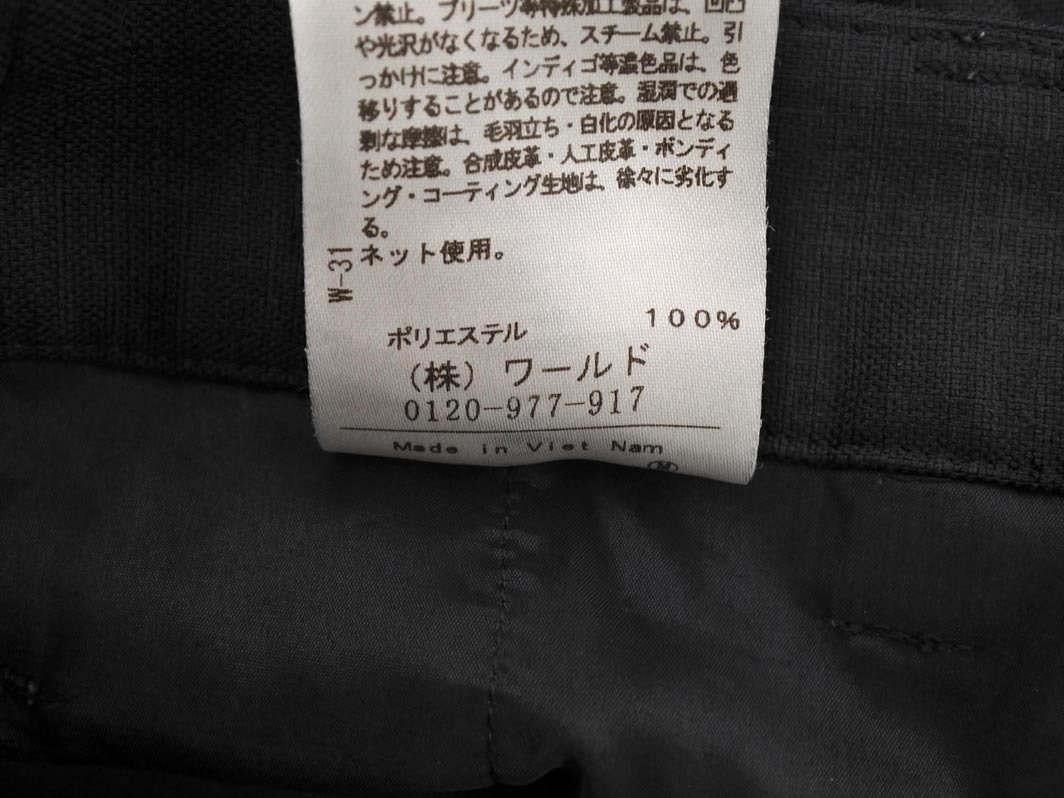 ン禁止。プリーツ等特殊加工製品は、凹凸
や光沢がなくなるため、スチーム禁止。引
っかけに注意。インディゴ等濃色品は、色
移りすることがあるので注意。湿潤での過
剰な摩擦は、毛羽立ち・白化の原因となる
ため注意。合成皮革・人工皮革・ボンディ
ング・コーティング生地は、徐々に劣化す
る。
ネット使用。
W-31
ポリエステル 100%
(株) ワールド
0120-977-917
Made in Viet Nam
M